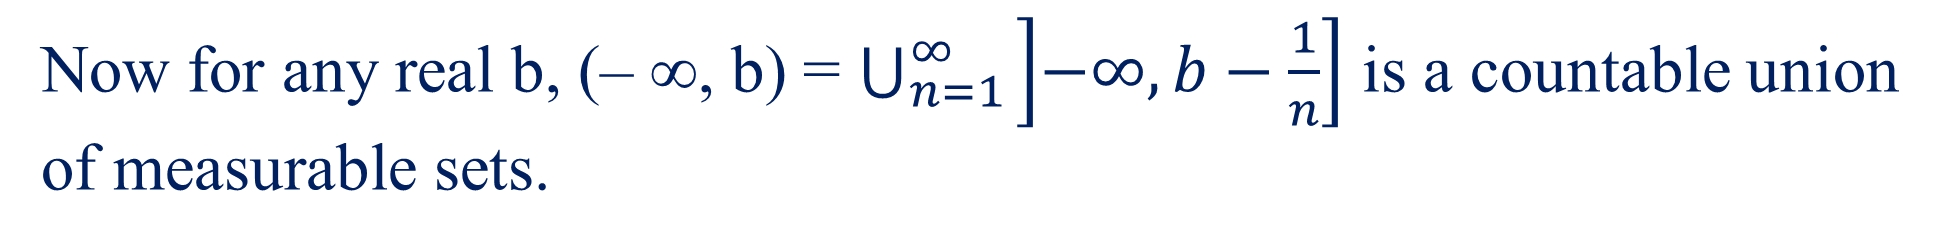 Now for any real b, (– ∞, b) = ⋃_{n=1}^{∞} ]−∞, b − 1/n] is a countable union
of measurable sets.